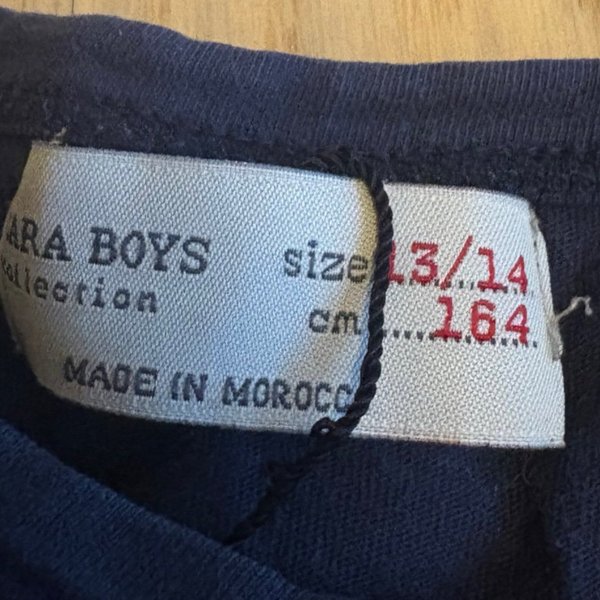 ARA BOYS
collection
size 13/14
cm 164
MADE IN MOROCC